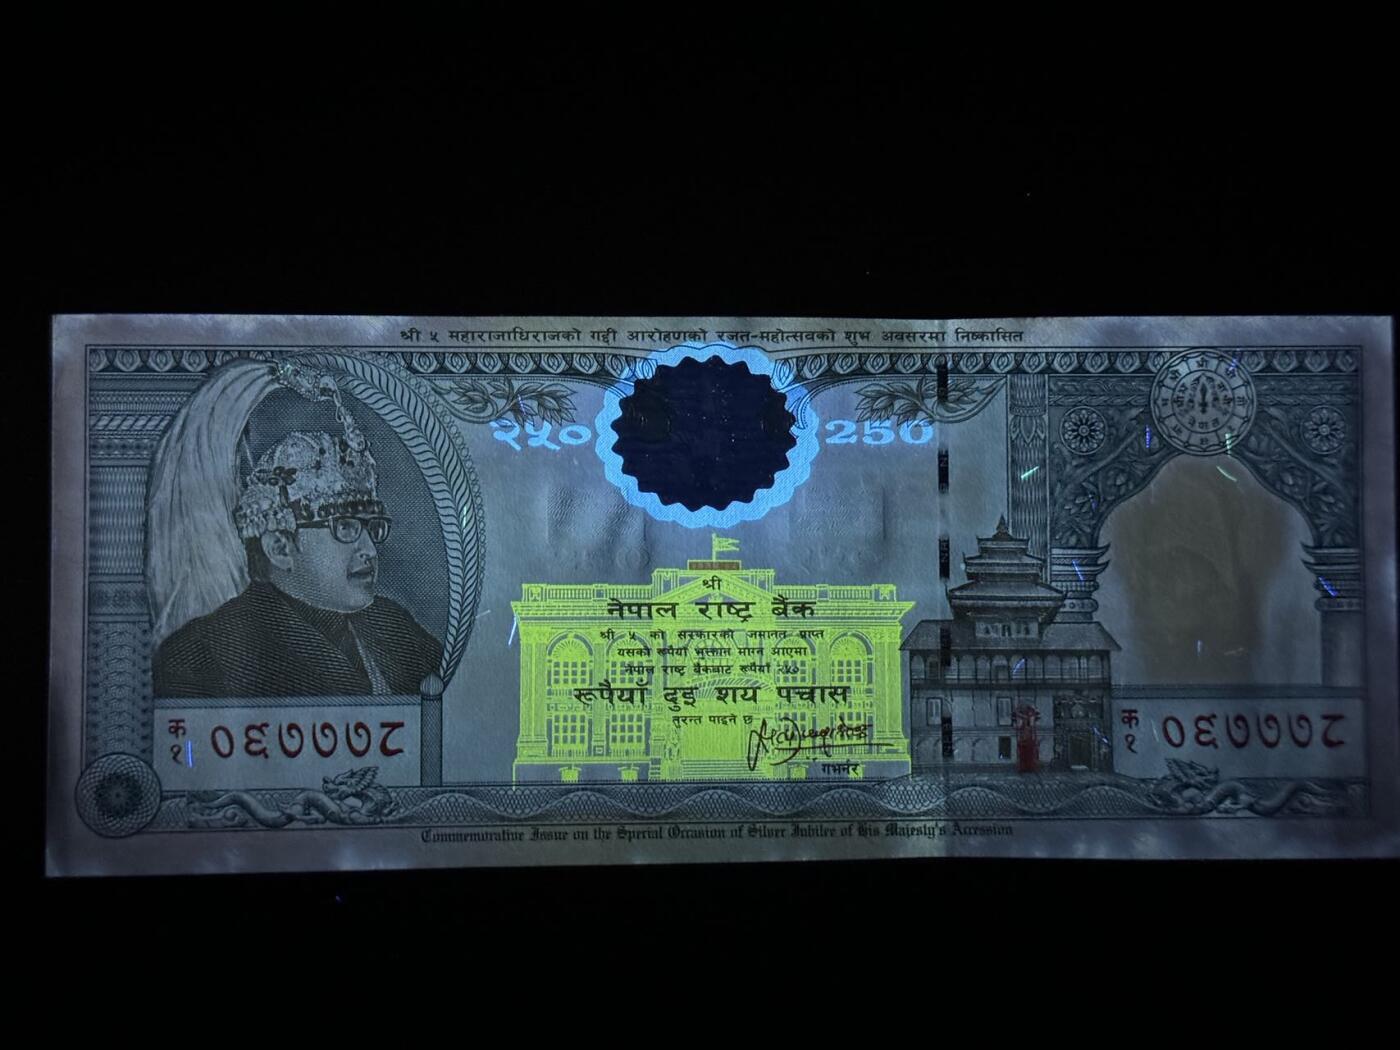 श्री ५ महाराजाधिराजको गद्दी आरोहणको रजत-महोत्सवको शुभ अवसरमा निष्कासित
२५० 250
श्री
नेपाल राष्ट्र बैंक
श्री ५ को सरकारको जमानत प्राप्त
यसको रूपैयाँ भुक्तान माग्न आएमा
नेपाल राष्ट्र बैंकबाट रूपैयाँ २५०
रूपैयाँ दुई शय पचास
तुरन्त पाइने छ
गभर्नर
क १ ०६७७७८
क १ ०६७७७८
Commemorative Issue on the Special Occasion of Silver Jubilee of His Majesty's Accession